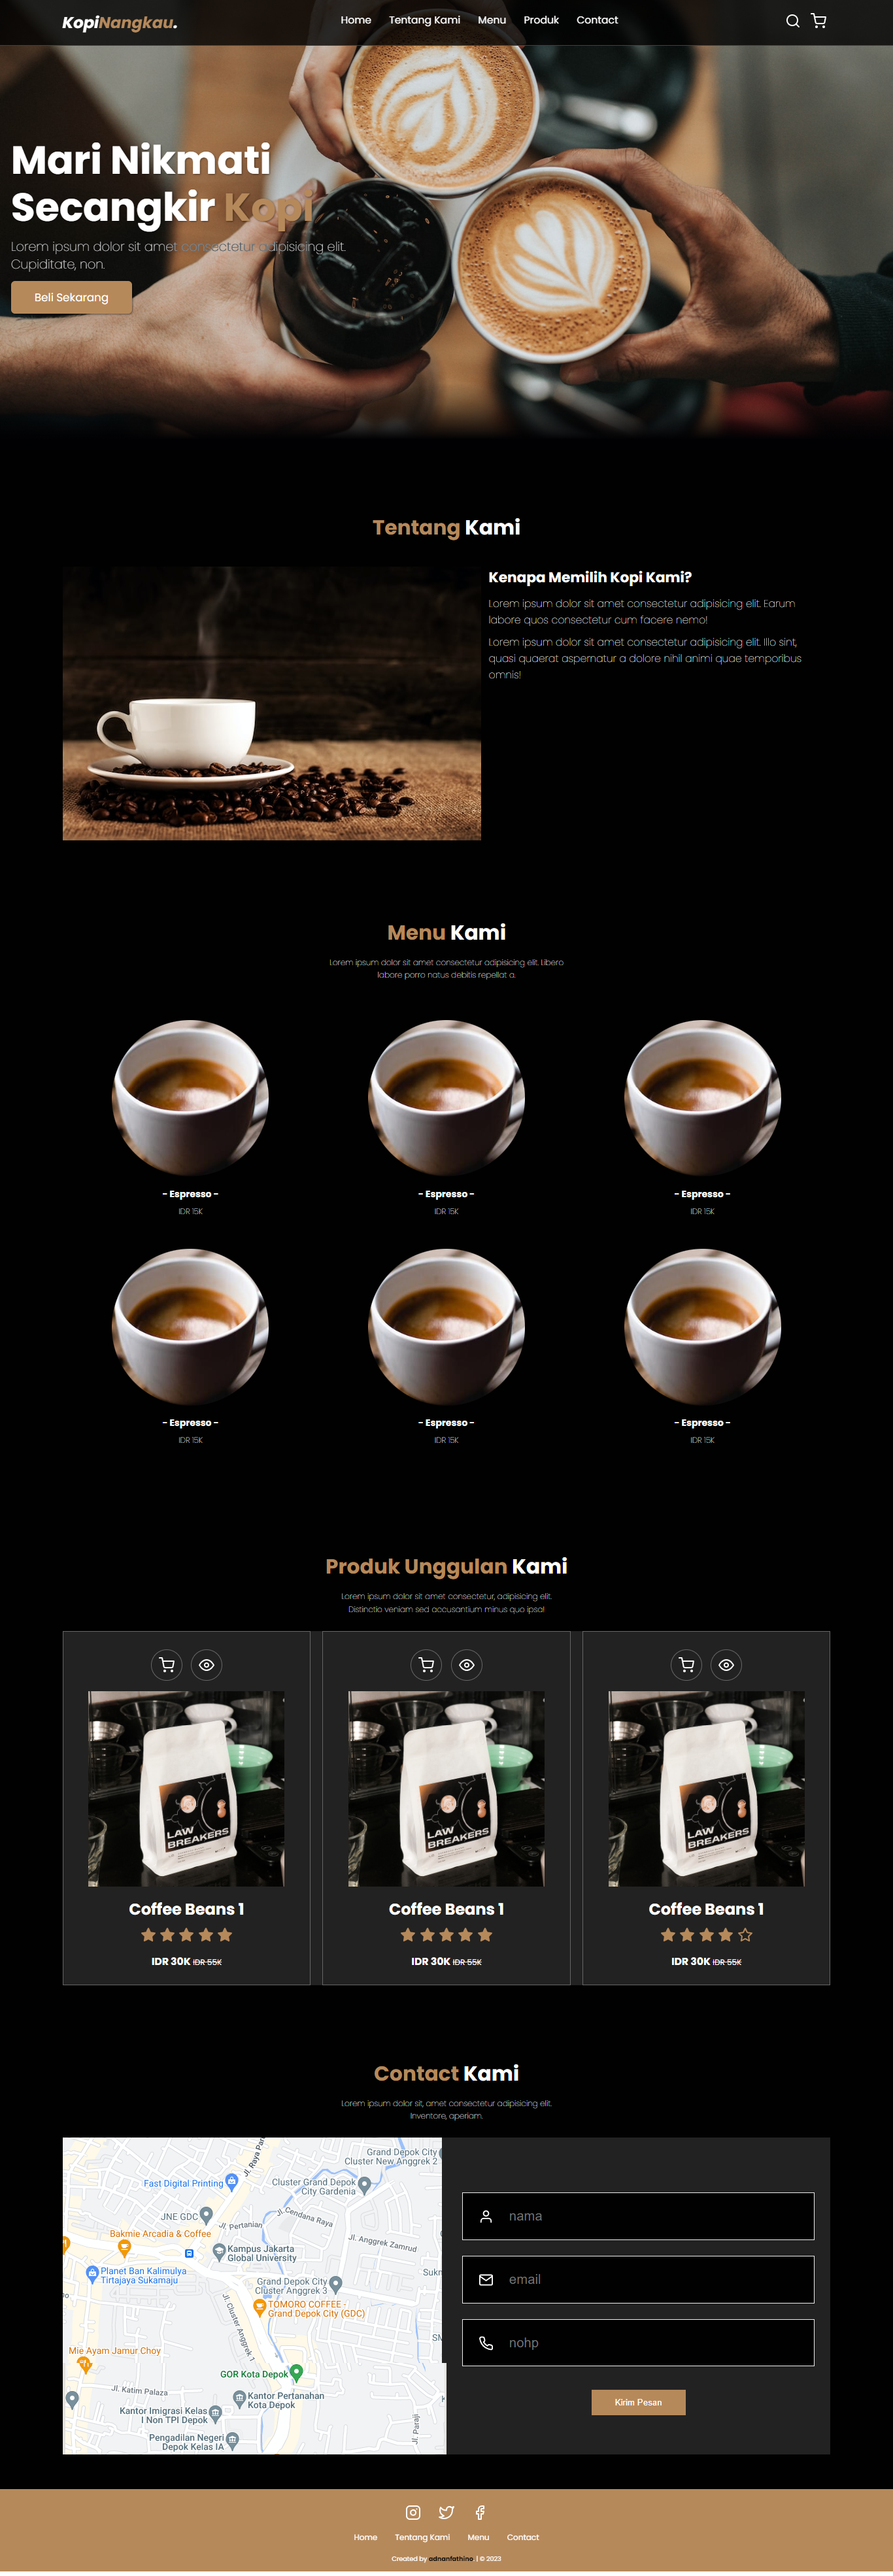 KopiNangkau.
Home Tentang Kami Menu Produk Contact
Mari Nikmati
Secangkir Kopi
Lorem ipsum dolor sit amet consectetur adipisicing elit.
Cupiditate, non.
Beli Sekarang
Tentang Kami
Kenapa Memilih Kopi Kami?
Lorem ipsum dolor sit amet consectetur adipisicing elit. Earum
labore quos consectetur cum facere nemo!
Lorem ipsum dolor sit amet consectetur adipisicing elit. Illo sint,
quasi quaerat aspernatur a dolore nihil animi quae temporibus
omnis!
Menu Kami
Lorem ipsum dolor sit amet consectetur adipisicing elit. Libero
labore porro natus debitis repellat a.
- Espresso - - Espresso - - Espresso -
IDR 15K IDR 15K IDR 15K
- Espresso - - Espresso - - Espresso -
IDR 15K IDR 15K IDR 15K
Produk Unggulan Kami
Lorem ipsum dolor sit amet consectetur, adipisicing elit.
Distinctio veniam sed accusantium minus quo ipsa!
LAW BREAKERS LAW BREAKERS LAW BREAKERS
Coffee Beans 1 Coffee Beans 1 Coffee Beans 1
IDR 30K IDR 55K IDR 30K IDR 55K IDR 30K IDR 55K
Contact Kami
Lorem ipsum dolor sit, amet consectetur adipisicing elit.
Inventore, aperiam.
Jl. Raya
Grand Depok City
Cluster New Anggrek 2
Fast Digital Printing
Cluster Grand Depok
City Gardenia
JNE GDC
Jl. Pertanian
Jl. Cendana Raya
Bakmie Arcadia & Coffee
Jl. Anggrek Zamrud
Kampus Jakarta
Global University
Planet Ban Kalimulya
Tirtajaya Sukamaju
Grand Depok City
Cluster Anggrek 3
Jl. Cluster Anggrek 1
TOMORO COFFEE -
Grand Depok City (GDC)
Mie Ayam Jamur Choy
GOR Kota Depok
Jl. Katim Palaza
Kantor Pertanahan
Kota Depok
Kantor Imigrasi Kelas
I Non TPI Depok
Jl. Paraji
Pengadilan Negeri
Depok Kelas IA
nama
email
nohp
Kirim Pesan
Home Tentang Kami Menu Contact
Created by adnanfathino | © 2023